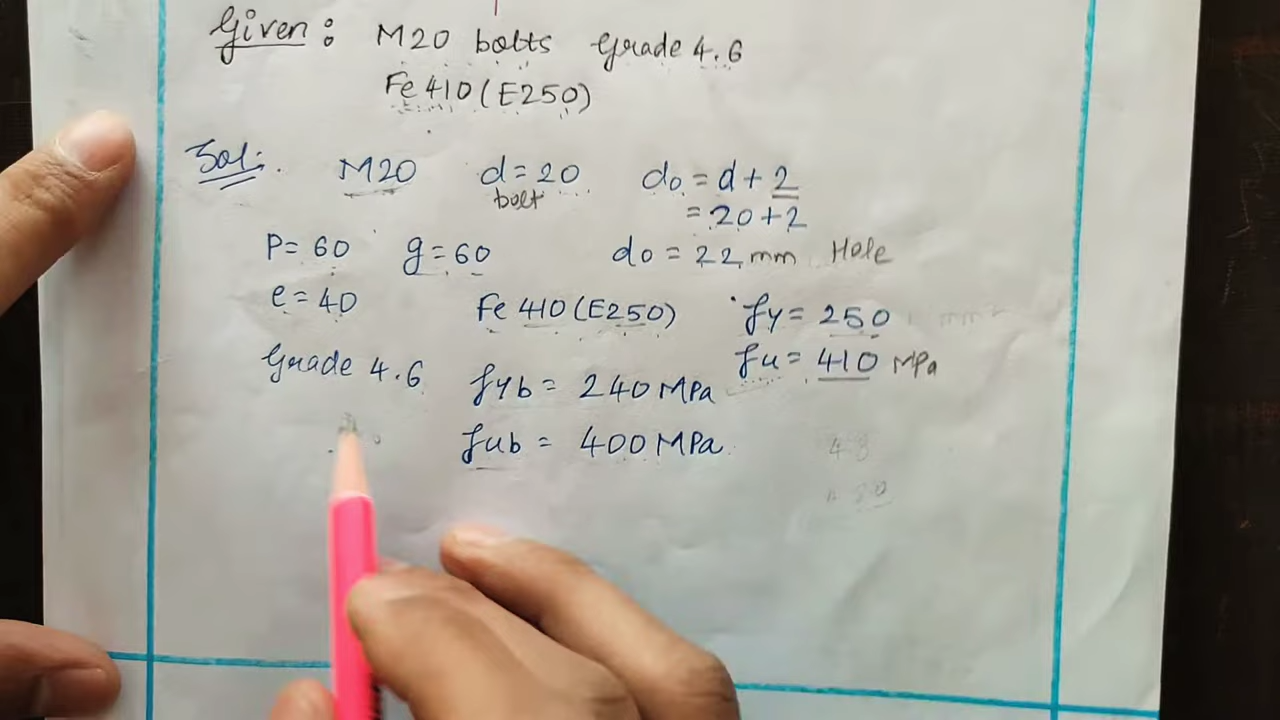 Given: M20 bolts Grade 4.6
Fe 410 (E250)
Sol:. M20 d = 20 do = d + 2
bolt = 20 + 2
P = 60 g = 60 do = 22 mm Hole
e = 40 Fe 410 (E250) fy = 250
fu = 410 MPa
Grade 4.6 fyb = 240 MPa
fub = 400 MPa